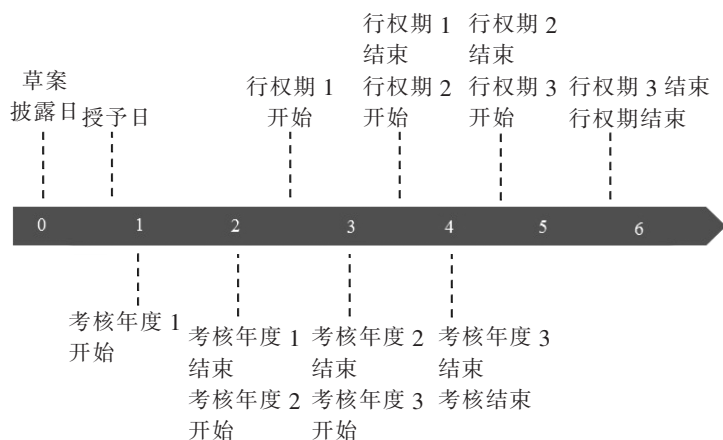 草案
披露日
授予日
行权期 1
开始
行权期 1
结束
行权期 2
开始
行权期 2
结束
行权期 3
开始
行权期 3 结束
行权期结束
0 1 2 3 4 5 6
考核年度 1
开始
考核年度 1
结束
考核年度 2
开始
考核年度 2
结束
考核年度 3
开始
考核年度 3
结束
考核结束